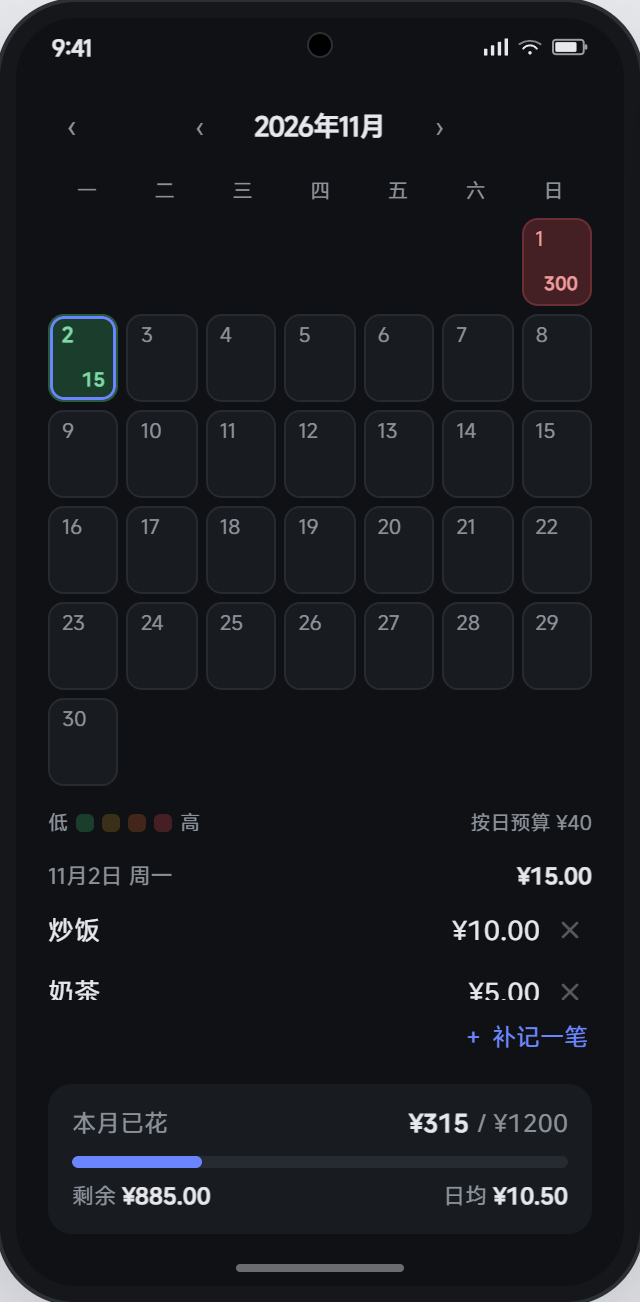 9:41
‹ ‹ 2026年11月 ›
一 二 三 四 五 六 日
1
300
2 3 4 5 6 7 8
15
9 10 11 12 13 14 15
16 17 18 19 20 21 22
23 24 25 26 27 28 29
30
低 高 按日预算 ¥40
11月2日 周一 ¥15.00
炒饭 ¥10.00 ×
奶茶 ¥5.00 ×
+ 补记一笔
本月已花 ¥315 / ¥1200
剩余 ¥885.00 日均 ¥10.50